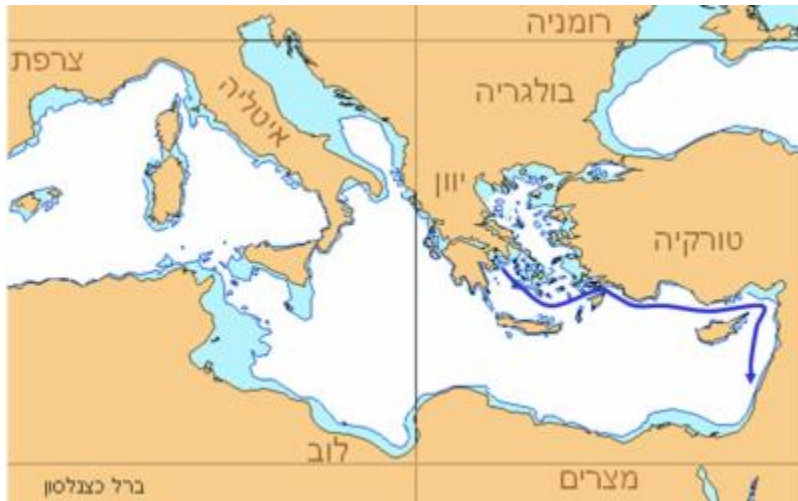 רומניה
צרפת
בולגריה
איטליה
יוון
טורקיה
לוב
מצרים
ברל כצנלסון